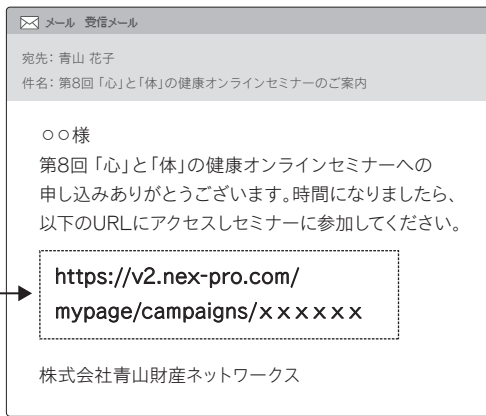 メール 受信メール
宛先: 青山 花子
件名: 第8回 「心」と「体」の健康オンラインセミナーのご案内
○○様
第8回 「心」と「体」の健康オンラインセミナーへの
申し込みありがとうございます。時間になりましたら、
以下のURLにアクセスしセミナーに参加してください。
https://v2.nex-pro.com/
mypage/campaigns/ｘｘｘｘｘｘ
株式会社青山財産ネットワークス